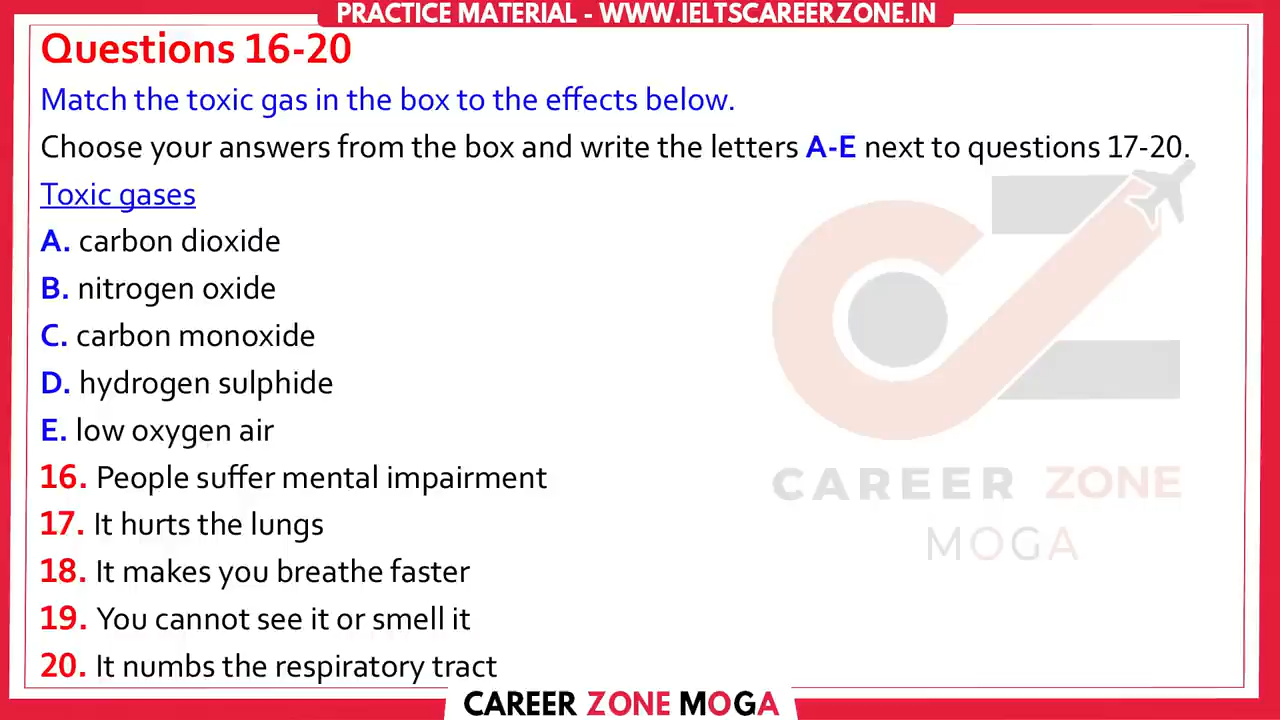 PRACTICE MATERIAL - WWW.IELTSCAREERZONE.IN
Questions 16-20
Match the toxic gas in the box to the effects below.
Choose your answers from the box and write the letters A-E next to questions 17-20.
Toxic gases
A. carbon dioxide
B. nitrogen oxide
C. carbon monoxide
D. hydrogen sulphide
E. low oxygen air
16. People suffer mental impairment
17. It hurts the lungs
18. It makes you breathe faster
19. You cannot see it or smell it
20. It numbs the respiratory tract
CAREER ZONE
MOGA
CAREER ZONE MOGA